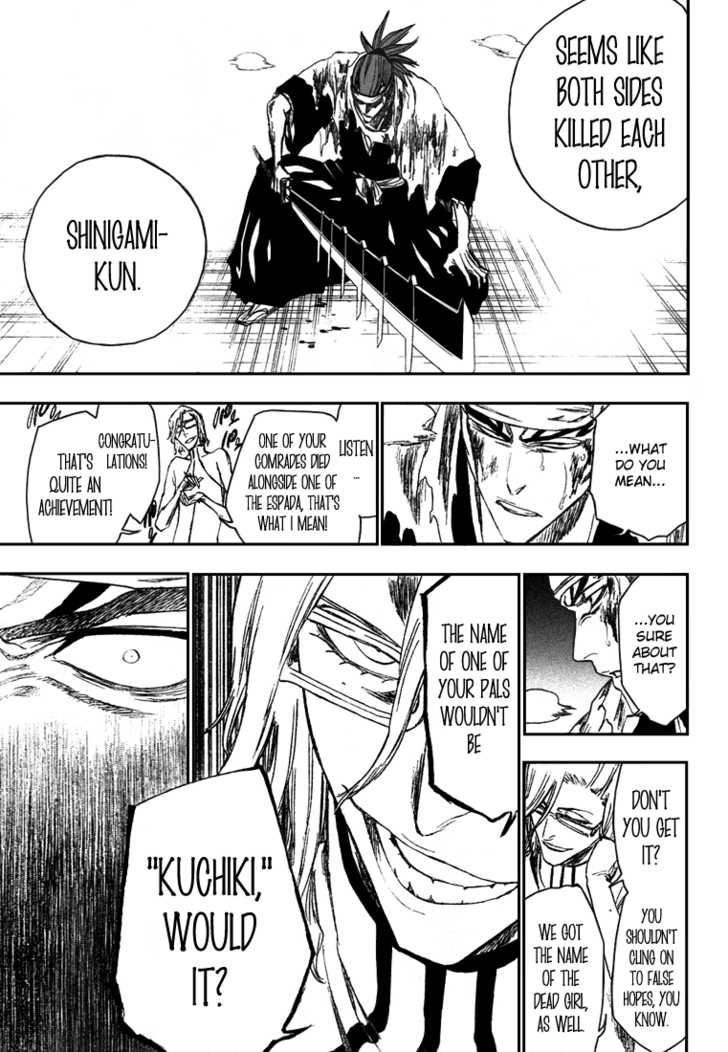 SEEMS LIKE
BOTH SIDES
KILLED EACH
OTHER,
SHINIGAMI-
KUN.
...WHAT
DO YOU
MEAN...
LISTEN
...
ONE OF YOUR
COMRADES DIED
ALONGSIDE ONE OF
THE ESPADA, THAT'S
WHAT I MEAN!
CONGRATU-
LATIONS!
THAT'S
QUITE AN
ACHIEVEMENT!
...YOU
SURE
ABOUT
THAT?
DON'T
YOU GET
IT?
YOU
SHOULDN'T
CLING ON
TO FALSE
HOPES, YOU
KNOW.
WE GOT
THE NAME
OF THE
DEAD GIRL,
AS WELL.
THE NAME
OF ONE OF
YOUR PALS
WOULDN'T
BE
"KUCHIKI,"
WOULD
IT?